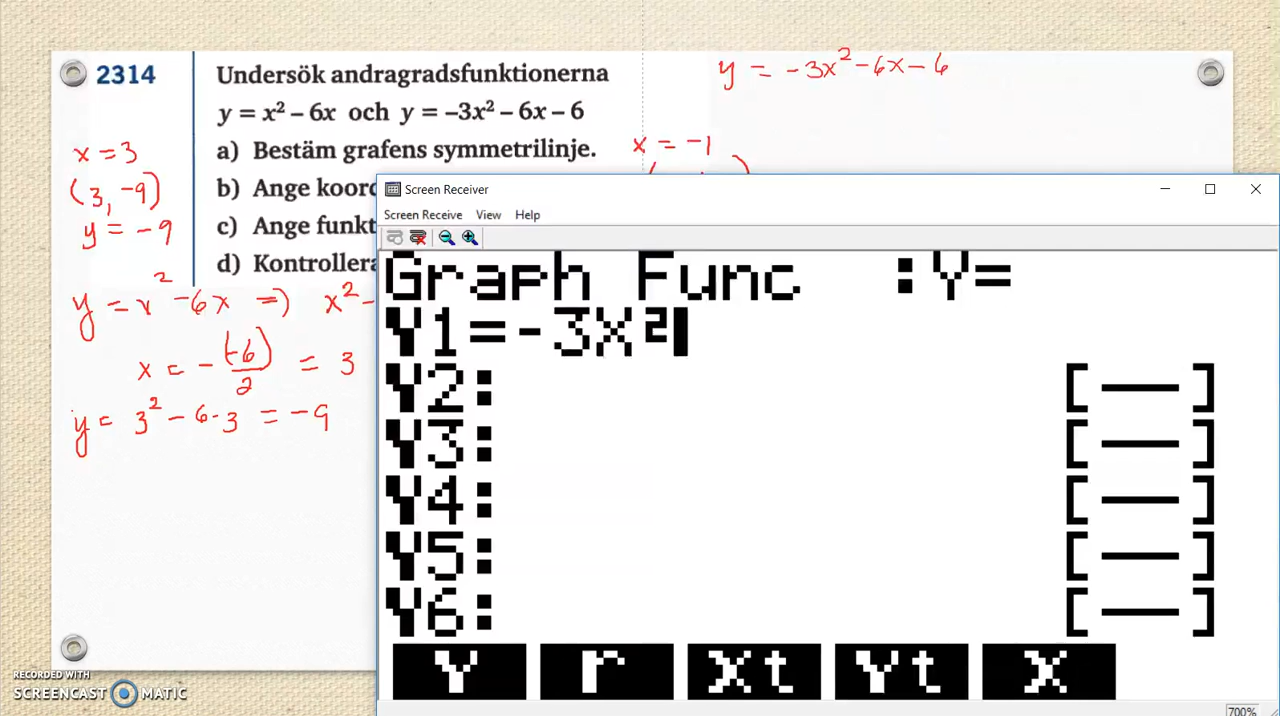 2314
Undersök andragradsfunktionerna
y = x² – 6x och y = –3x² – 6x – 6
a) Bestäm grafens symmetrilinje.
b) Ange koord
c) Ange funkt
d) Kontrollera
y = -3x² - 6x - 6
x = -1
x = 3
(3, -9)
y = -9
y = x² - 6x => x² -
x = - (-6)/2 = 3
y = 3² - 6·3 = -9
Screen Receiver
Screen Receive View Help
Graph Func :Y=
Y1=-3X²
Y2: [—]
Y3: [—]
Y4: [—]
Y5: [—]
Y6: [—]
Y r Xt Yt X
700%
RECORDED WITH
SCREENCAST MATIC